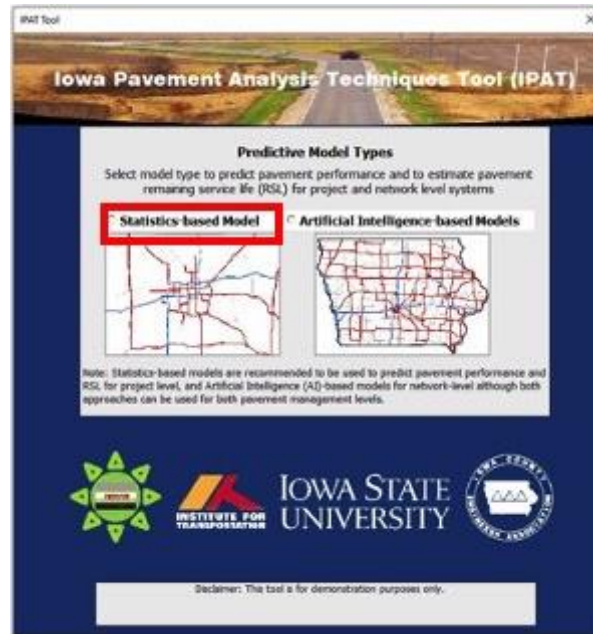 IPAT Tool
Iowa Pavement Analysis Techniques Tool (IPAT)
Predictive Model Types
Select model type to predict pavement performance and to estimate pavement
remaining service life (RSL) for project and network level systems
Statistics-based Model
Artificial Intelligence-based Models
Note: Statistics-based models are recommended to be used to predict pavement performance and
RSL for project level, and Artificial Intelligence (AI)-based models for network-level although both
approaches can be used for both pavement management levels.
INSTITUTE FOR
TRANSPORTATION
IOWA STATE
UNIVERSITY
IOWA COUNTY
ENGINEERS ASSOCIATION
Disclaimer: This tool is for demonstration purposes only.